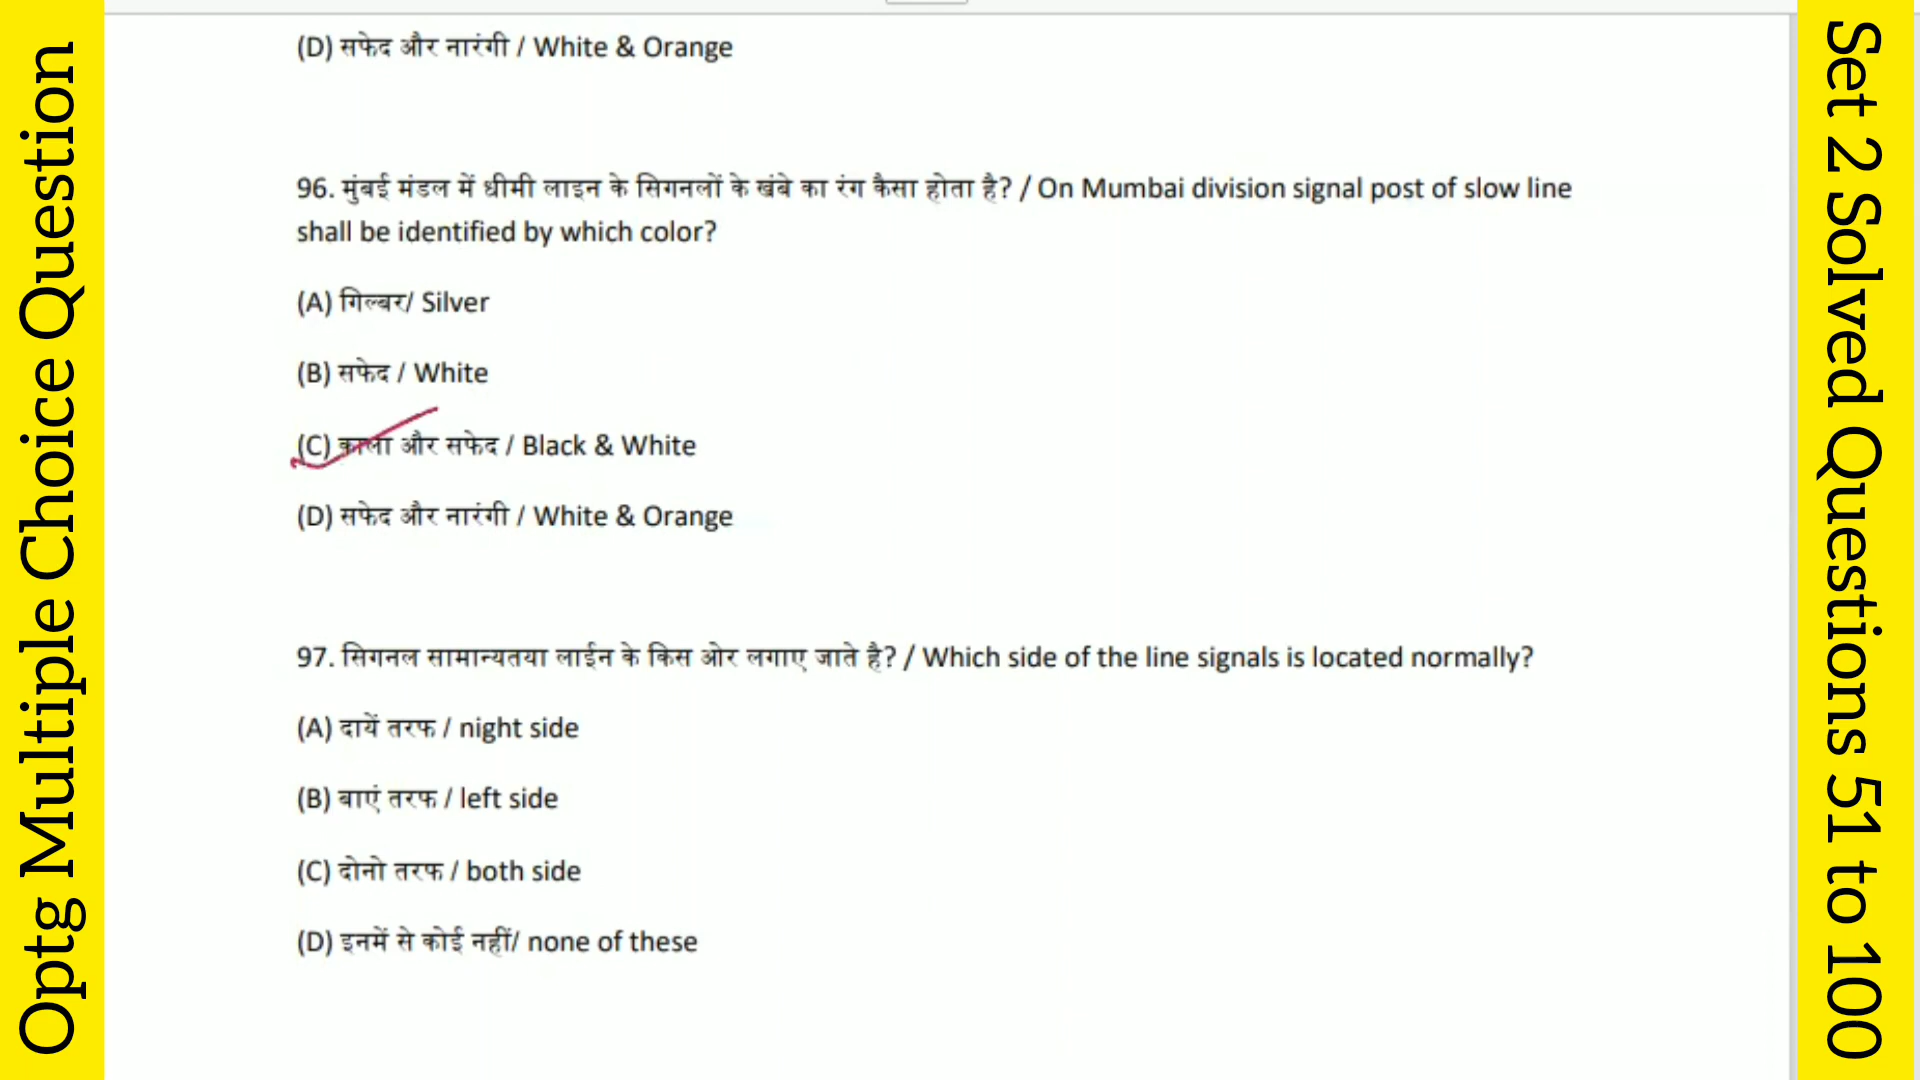 Optg Multiple Choice Question
(D) सफेद और नारंगी / White & Orange
96. मुंबई मंडल में धीमी लाइन के सिगनलों के खंबे का रंग कैसा होता है? / On Mumbai division signal post of slow line
shall be identified by which color?
(A) गिल्बर/ Silver
(B) सफेद / White
(C) काला और सफेद / Black & White
(D) सफेद और नारंगी / White & Orange
97. सिगनल सामान्यतया लाईन के किस ओर लगाए जाते है? / Which side of the line signals is located normally?
(A) दायें तरफ / night side
(B) बाएं तरफ / left side
(C) दोनो तरफ / both side
(D) इनमें से कोई नहीं/ none of these
Set 2 Solved Questions 51 to 100